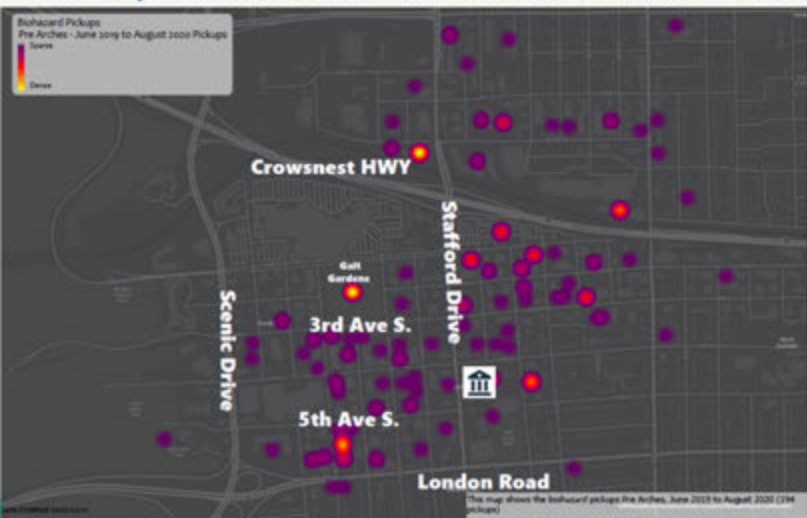 Biohazard Pickups
Pre Arches - June 2019 to August 2020 Pickups
Sparse
Dense
Crowsnest HWY
Stafford Drive
Galt
Gardens
Scenic Drive
3rd Ave S.
5th Ave S.
London Road
This map shows the biohazard pickups Pre Arches, June 2019 to August 2020 (194
pickups)